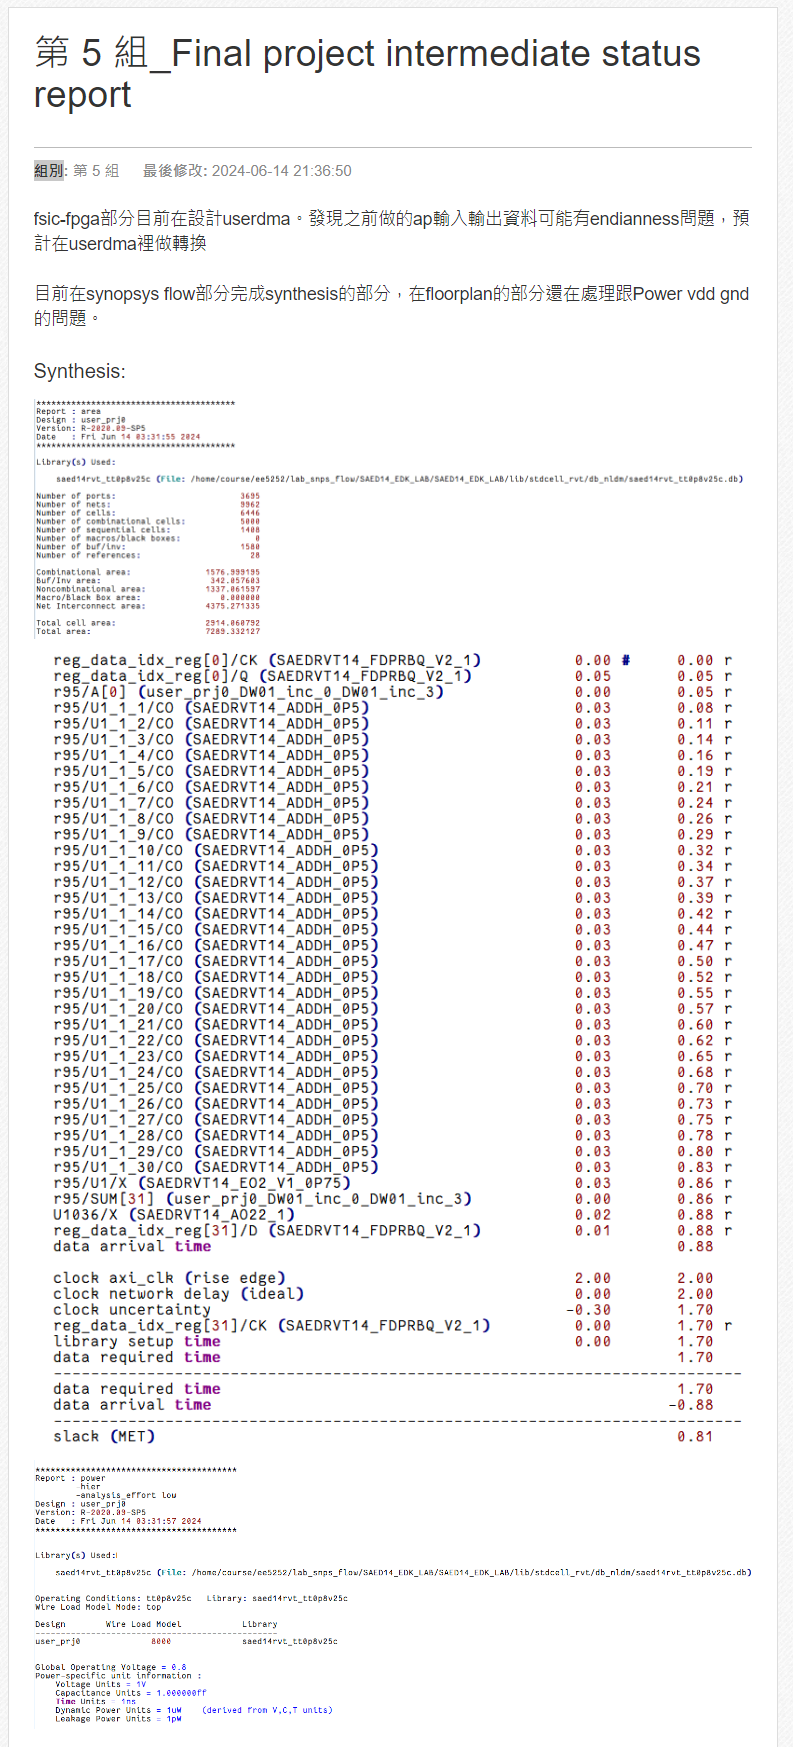 第 5 組_Final project intermediate status
report
組別: 第 5 組 最後修改: 2024-06-14 21:36:50
fsic-fpga部分目前在設計userdma。發現之前做的ap輸入輸出資料可能有endianness問題，預
計在userdma裡做轉換
目前在synopsys flow部分完成synthesis的部分，在floorplan的部分還在處理跟Power vdd gnd
的問題。
Synthesis:
****************************************
Report : area
Design : user_prj0
Version: R-2020.09-SP5
Date   : Fri Jun 14 03:31:55 2024
****************************************
Library(s) Used:
saed14rvt_tt0p8v25c (File: /home/course/ee5252/lab_snps_flow/SAED14_EDK_LAB/SAED14_EDK_LAB/lib/stdcell_rvt/db_nldm/saed14rvt_tt0p8v25c.db)
Number of ports: 3695
Number of nets: 9962
Number of cells: 6446
Number of combinational cells: 5000
Number of sequential cells: 1408
Number of macros/black boxes: 0
Number of buf/inv: 1580
Number of references: 28
Combinational area: 1576.999195
Buf/Inv area: 342.057603
Noncombinational area: 1337.061597
Macro/Black Box area: 0.000000
Net Interconnect area: 4375.271335
Total cell area: 2914.060792
Total area: 7289.332127
reg_data_idx_reg[0]/CK (SAEDRVT14_FDPRBQ_V2_1) 0.00 # 0.00 r
reg_data_idx_reg[0]/Q (SAEDRVT14_FDPRBQ_V2_1) 0.05 0.05 r
r95/A[0] (user_prj0_DW01_inc_0_DW01_inc_3) 0.00 0.05 r
r95/U1_1_1/CO (SAEDRVT14_ADDH_0P5) 0.03 0.08 r
r95/U1_1_2/CO (SAEDRVT14_ADDH_0P5) 0.03 0.11 r
r95/U1_1_3/CO (SAEDRVT14_ADDH_0P5) 0.03 0.14 r
r95/U1_1_4/CO (SAEDRVT14_ADDH_0P5) 0.03 0.16 r
r95/U1_1_5/CO (SAEDRVT14_ADDH_0P5) 0.03 0.19 r
r95/U1_1_6/CO (SAEDRVT14_ADDH_0P5) 0.03 0.21 r
r95/U1_1_7/CO (SAEDRVT14_ADDH_0P5) 0.03 0.24 r
r95/U1_1_8/CO (SAEDRVT14_ADDH_0P5) 0.03 0.26 r
r95/U1_1_9/CO (SAEDRVT14_ADDH_0P5) 0.03 0.29 r
r95/U1_1_10/CO (SAEDRVT14_ADDH_0P5) 0.03 0.32 r
r95/U1_1_11/CO (SAEDRVT14_ADDH_0P5) 0.03 0.34 r
r95/U1_1_12/CO (SAEDRVT14_ADDH_0P5) 0.03 0.37 r
r95/U1_1_13/CO (SAEDRVT14_ADDH_0P5) 0.03 0.39 r
r95/U1_1_14/CO (SAEDRVT14_ADDH_0P5) 0.03 0.42 r
r95/U1_1_15/CO (SAEDRVT14_ADDH_0P5) 0.03 0.44 r
r95/U1_1_16/CO (SAEDRVT14_ADDH_0P5) 0.03 0.47 r
r95/U1_1_17/CO (SAEDRVT14_ADDH_0P5) 0.03 0.50 r
r95/U1_1_18/CO (SAEDRVT14_ADDH_0P5) 0.03 0.52 r
r95/U1_1_19/CO (SAEDRVT14_ADDH_0P5) 0.03 0.55 r
r95/U1_1_20/CO (SAEDRVT14_ADDH_0P5) 0.03 0.57 r
r95/U1_1_21/CO (SAEDRVT14_ADDH_0P5) 0.03 0.60 r
r95/U1_1_22/CO (SAEDRVT14_ADDH_0P5) 0.03 0.62 r
r95/U1_1_23/CO (SAEDRVT14_ADDH_0P5) 0.03 0.65 r
r95/U1_1_24/CO (SAEDRVT14_ADDH_0P5) 0.03 0.68 r
r95/U1_1_25/CO (SAEDRVT14_ADDH_0P5) 0.03 0.70 r
r95/U1_1_26/CO (SAEDRVT14_ADDH_0P5) 0.03 0.73 r
r95/U1_1_27/CO (SAEDRVT14_ADDH_0P5) 0.03 0.75 r
r95/U1_1_28/CO (SAEDRVT14_ADDH_0P5) 0.03 0.78 r
r95/U1_1_29/CO (SAEDRVT14_ADDH_0P5) 0.03 0.80 r
r95/U1_1_30/CO (SAEDRVT14_ADDH_0P5) 0.03 0.83 r
r95/U1/X (SAEDRVT14_EO2_V1_0P75) 0.03 0.86 r
r95/SUM[31] (user_prj0_DW01_inc_0_DW01_inc_3) 0.00 0.86 r
U1036/X (SAEDRVT14_AO22_1) 0.02 0.88 r
reg_data_idx_reg[31]/D (SAEDRVT14_FDPRBQ_V2_1) 0.01 0.88 r
data arrival time 0.88
clock axi_clk (rise edge) 2.00 2.00
clock network delay (ideal) 0.00 2.00
clock uncertainty -0.30 1.70
reg_data_idx_reg[31]/CK (SAEDRVT14_FDPRBQ_V2_1) 0.00 1.70 r
library setup time 0.00 1.70
data required time 1.70
--------------------------------------------------------------------------
data required time 1.70
data arrival time -0.88
--------------------------------------------------------------------------
slack (MET) 0.81
****************************************
Report : power
-hier
-analysis_effort low
Design : user_prj0
Version: R-2020.09-SP5
Date   : Fri Jun 14 03:31:57 2024
****************************************
Library(s) Used:
saed14rvt_tt0p8v25c (File: /home/course/ee5252/lab_snps_flow/SAED14_EDK_LAB/SAED14_EDK_LAB/lib/stdcell_rvt/db_nldm/saed14rvt_tt0p8v25c.db)
Operating Conditions: tt0p8v25c   Library: saed14rvt_tt0p8v25c
Wire Load Model Mode: top
Design Wire Load Model Library
------------------------------------------------
user_prj0 8000 saed14rvt_tt0p8v25c
Global Operating Voltage = 0.8
Power-specific unit information :
Voltage Units = 1V
Capacitance Units = 1.000000ff
Time Units = 1ns
Dynamic Power Units = 1uW    (derived from V,C,T units)
Leakage Power Units = 1pW